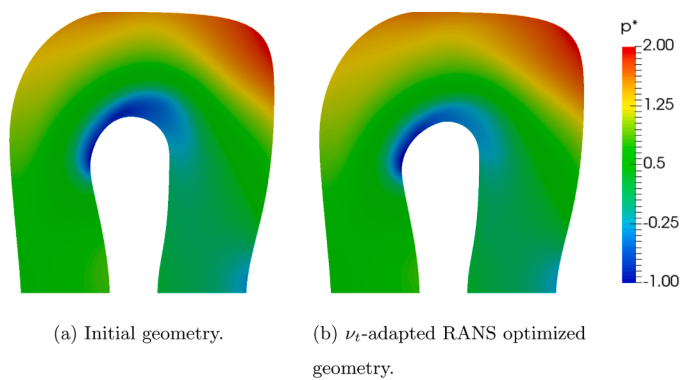 p*
2.00
1.25
0.5
-0.25
-1.00
(a) Initial geometry.
(b) νt-adapted RANS optimized
geometry.